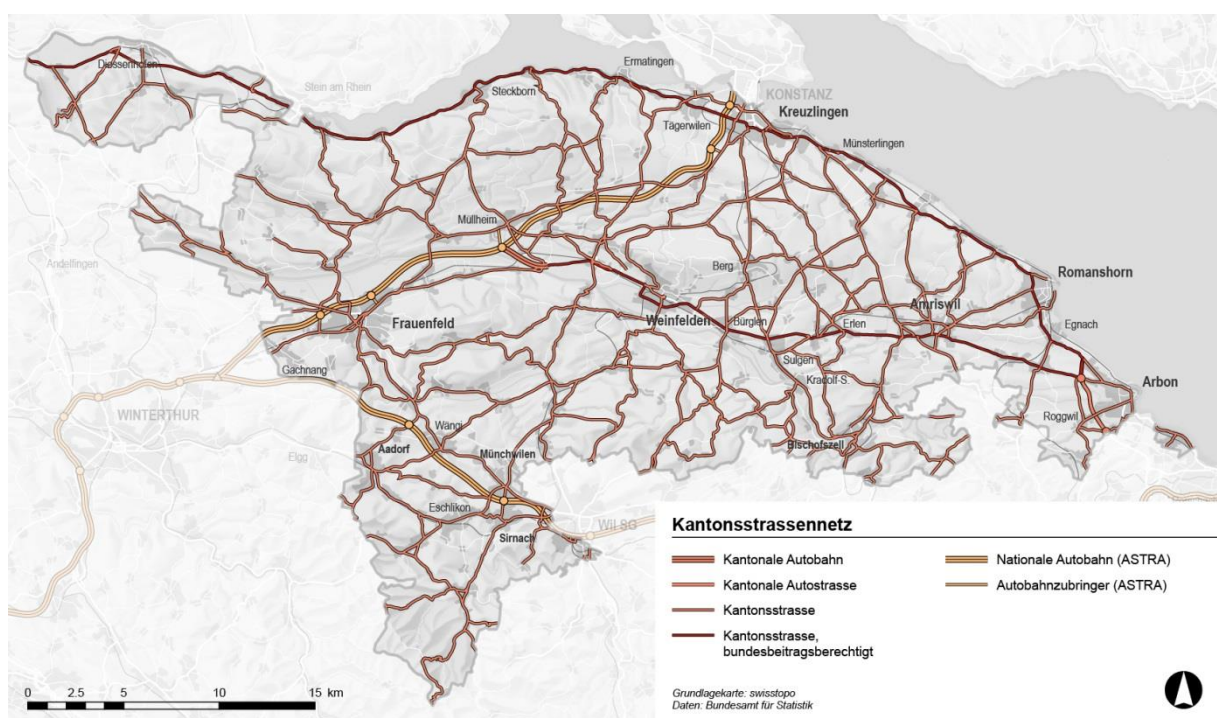 Diessenhofen
Stein am Rhein
Ermatingen
Steckborn
KONSTANZ
Kreuzlingen
Tägerwilen
Münsterlingen
Müllheim
Andelfingen
Berg
Romanshorn
Amriswil
Frauenfeld
Weinfelden
Bürglen
Erlen
Egnach
Sulgen
Gachnang
Kradolf-S.
Arbon
WINTERTHUR
Wängi
Roggwil
Aadorf
Münchwilen
Bischofszell
Elgg
Eschlikon
Wil SG
Sirnach
Kantonsstrassennetz
Kantonale Autobahn
Kantonale Autostrasse
Kantonsstrasse
Kantonsstrasse,
bundesbeitragsberechtigt
Nationale Autobahn (ASTRA)
Autobahnzubringer (ASTRA)
0 2.5 5 10 15 km
Grundlagekarte: swisstopo
Daten: Bundesamt für Statistik